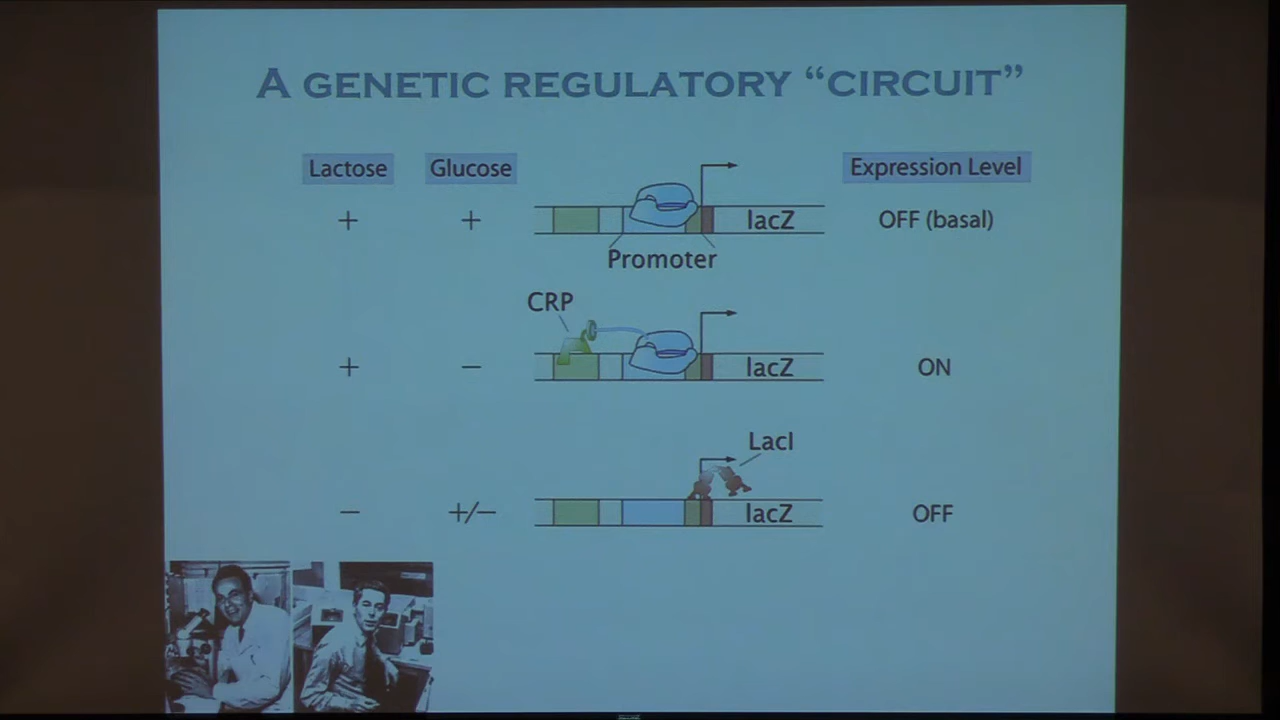 A GENETIC REGULATORY “CIRCUIT”
Lactose Glucose Expression Level
+ + lacZ OFF (basal)
Promoter
CRP
+ − lacZ ON
LacI
− +/− lacZ OFF